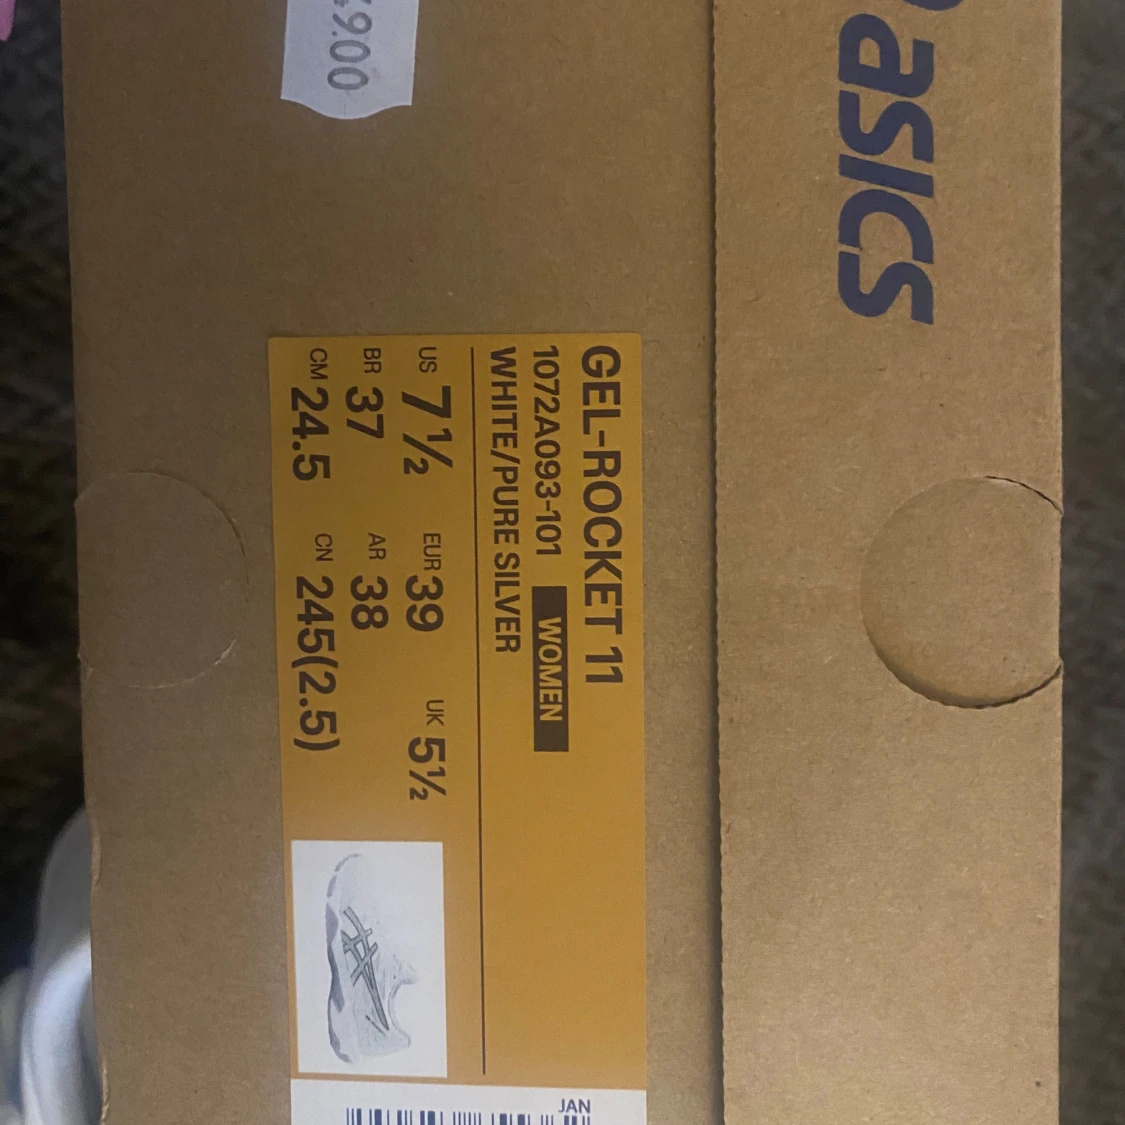 asics
9.00
GEL-ROCKET 11
1072A093-101 WOMEN
WHITE/PURE SILVER
US 7½ EUR 39 UK 5½
BR 37 AR 38
CM 24.5 CN 245(2.5)
JAN